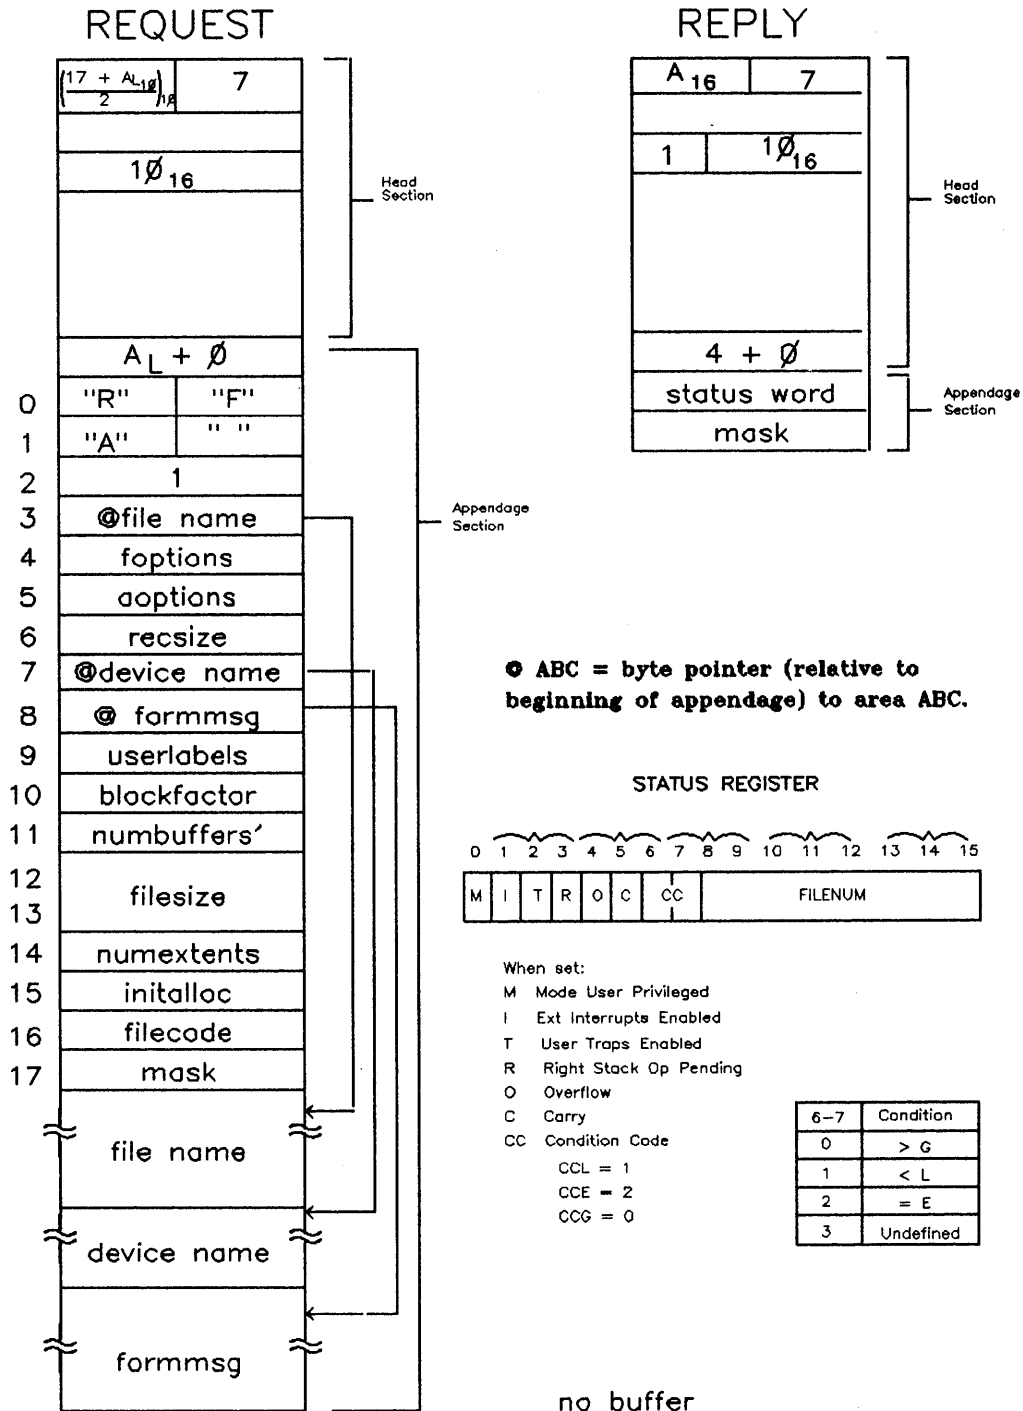 REQUEST
(17 + AL10 / 2)10 7
10̸16
Head
Section
AL + Ø
0 "R" "F"
1 "A" " "
2 1
3 @file name
4 foptions
5 aoptions
6 recsize
7 @device name
8 @ formmsg
9 userlabels
10 blockfactor
11 numbuffers'
12
13 filesize
14 numextents
15 initalloc
16 filecode
17 mask
file name
device name
formmsg
Appendage
Section
REPLY
A16 7
1 1Ø16
4 + Ø
status word
mask
Head
Section
Appendage
Section
@ ABC = byte pointer (relative to
beginning of appendage) to area ABC.
STATUS REGISTER
0 1 2 3 4 5 6 7 8 9 10 11 12 13 14 15
M I T R O C CC FILENUM
When set:
M Mode User Privileged
I Ext Interrupts Enabled
T User Traps Enabled
R Right Stack Op Pending
O Overflow
C Carry
CC Condition Code
CCL = 1
CCE = 2
CCG = 0
6-7 Condition
0 > G
1 < L
2 = E
3 Undefined
no buffer